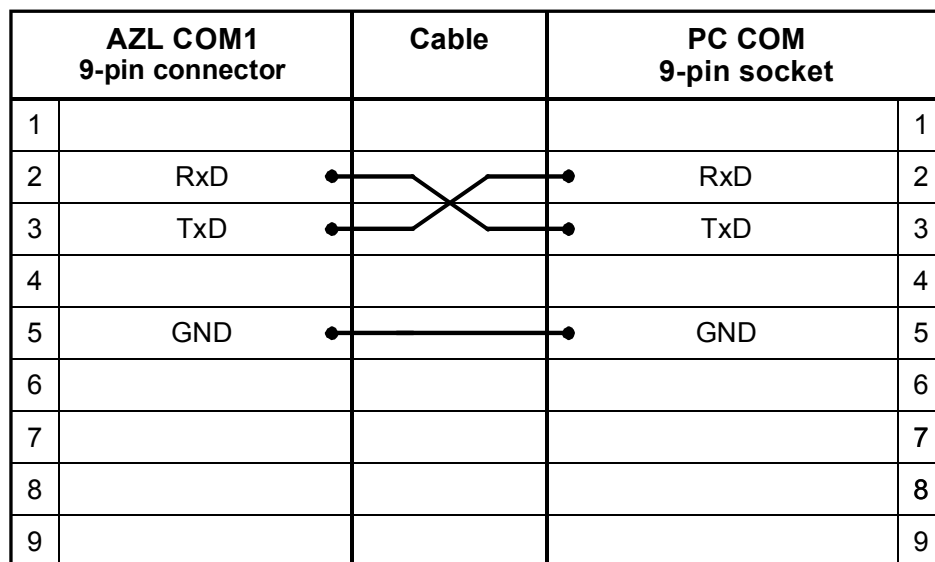 AZL COM1
9-pin connector
Cable
PC COM
9-pin socket
1 1
2 RxD RxD 2
3 TxD TxD 3
4 4
5 GND GND 5
6 6
7 7
8 8
9 9